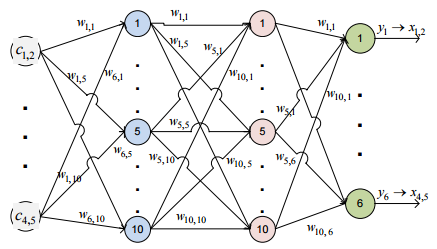 w1,1
w1,1
w1,1
1
1
1
y1 → x1,2
c1,2
w1,5
w6,1
w1,5
w5,1
w10,1
w10,1
5
w5,5
5
w5,1
w1,10
w6,5
w5,10
w10,5
w5,6
y6 → x4,5
c4,5
w6,10
10
w10,10
10
w10,6
6